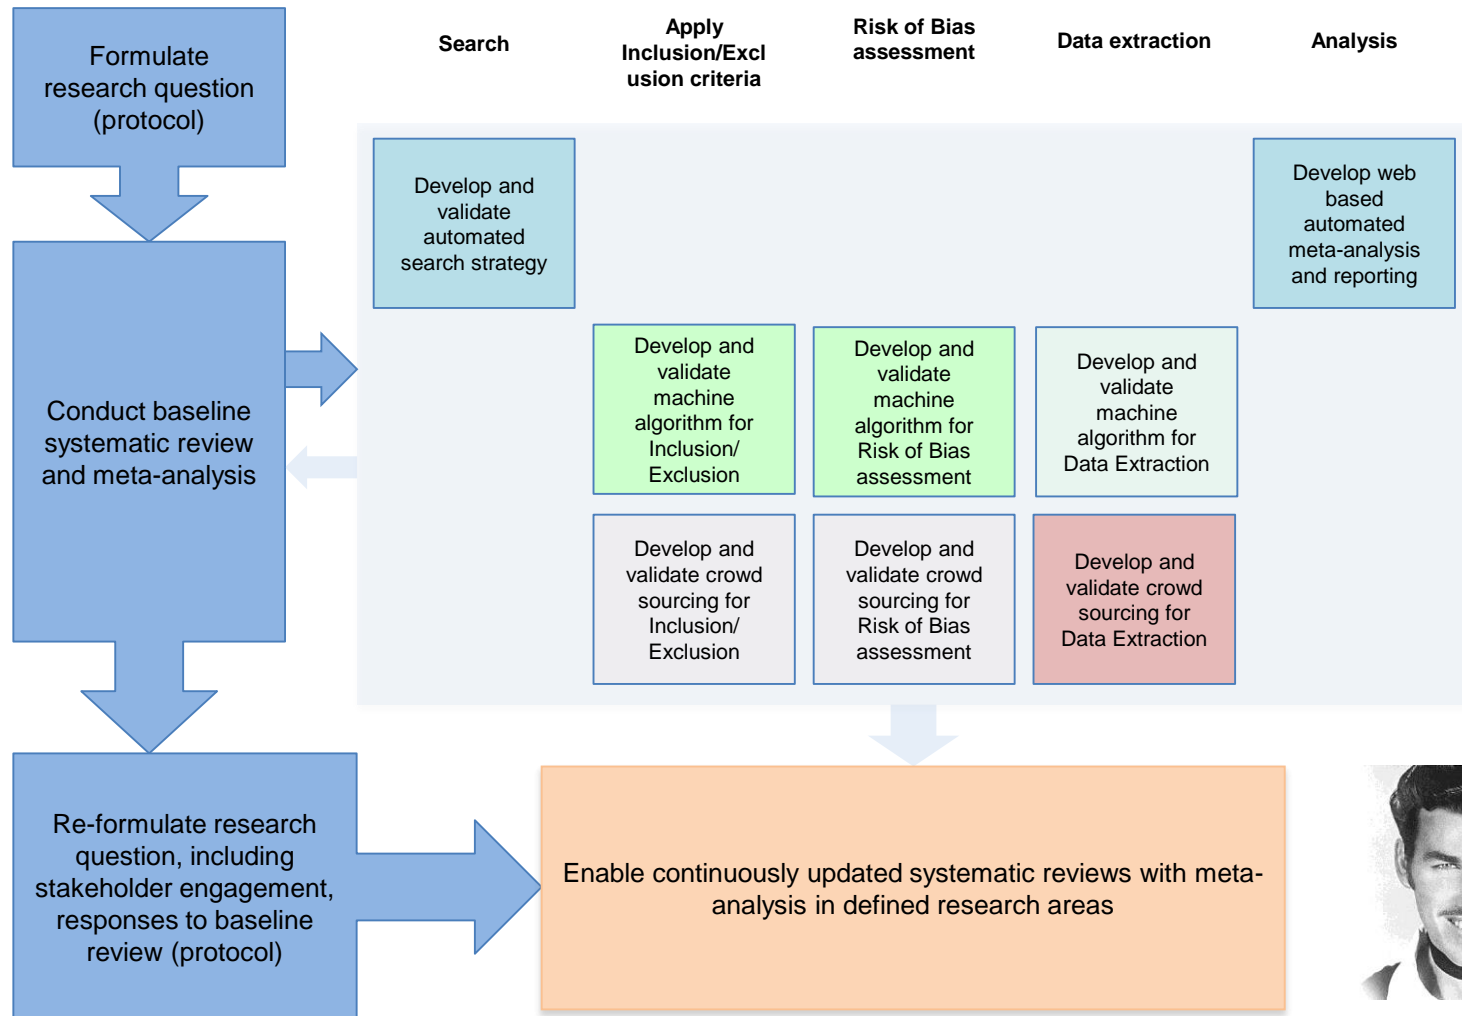 Formulate
research question
(protocol)
Search
Apply
Inclusion/Excl
usion criteria
Risk of Bias
assessment
Data extraction
Analysis
Develop and
validate
automated
search strategy
Develop web
based
automated
meta-analysis
and reporting
Conduct baseline
systematic review
and meta-analysis
Develop and
validate
machine
algorithm for
Inclusion/
Exclusion
Develop and
validate
machine
algorithm for
Risk of Bias
assessment
Develop and
validate
machine
algorithm for
Data Extraction
Develop and
validate crowd
sourcing for
Inclusion/
Exclusion
Develop and
validate crowd
sourcing for
Risk of Bias
assessment
Develop and
validate crowd
sourcing for
Data Extraction
Re-formulate research
question, including
stakeholder engagement,
responses to baseline
review (protocol)
Enable continuously updated systematic reviews with meta-
analysis in defined research areas